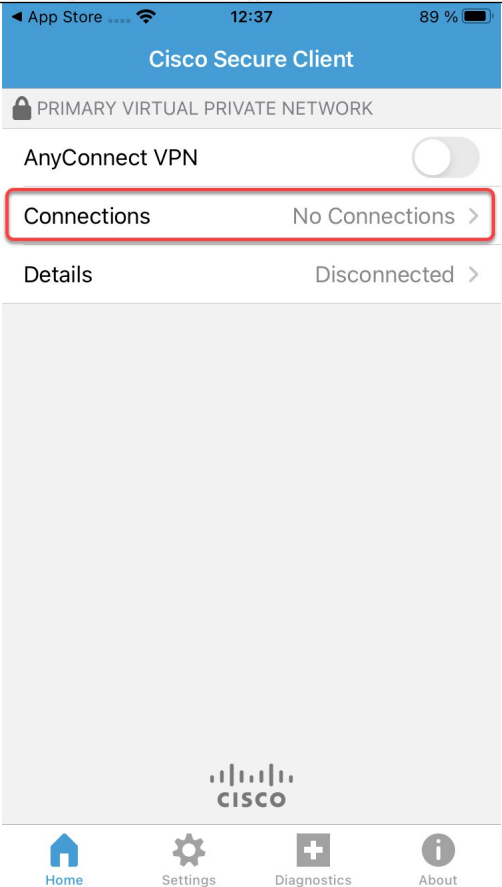 App Store 12:37 89 %
Cisco Secure Client
PRIMARY VIRTUAL PRIVATE NETWORK
AnyConnect VPN
Connections No Connections
Details Disconnected
CISCO
Home Settings Diagnostics About